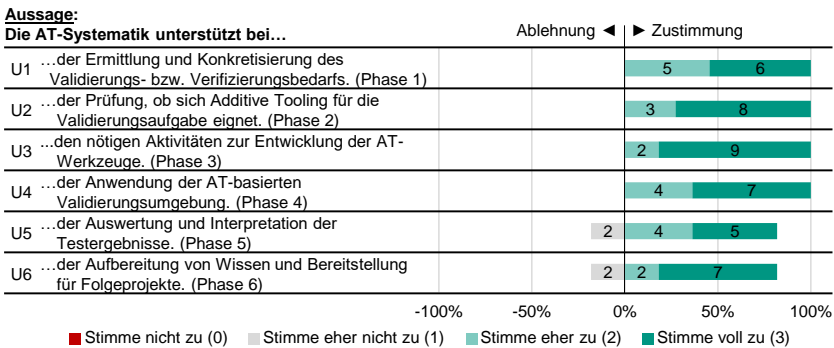 Aussage:
Die AT-Systematik unterstützt bei…
Ablehnung ◄ ► Zustimmung
U1 …der Ermittlung und Konkretisierung des
Validierungs- bzw. Verifizierungsbedarfs. (Phase 1)
5 6
U2 …der Prüfung, ob sich Additive Tooling für die
Validierungsaufgabe eignet. (Phase 2)
3 8
U3 ...den nötigen Aktivitäten zur Entwicklung der AT-
Werkzeuge. (Phase 3)
2 9
U4 …der Anwendung der AT-basierten
Validierungsumgebung. (Phase 4)
4 7
U5 …der Auswertung und Interpretation der
Testergebnisse. (Phase 5)
2 4 5
U6 …der Aufbereitung von Wissen und Bereitstellung
für Folgeprojekte. (Phase 6)
2 2 7
-100% -50% 0% 50% 100%
Stimme nicht zu (0) Stimme eher nicht zu (1) Stimme eher zu (2) Stimme voll zu (3)